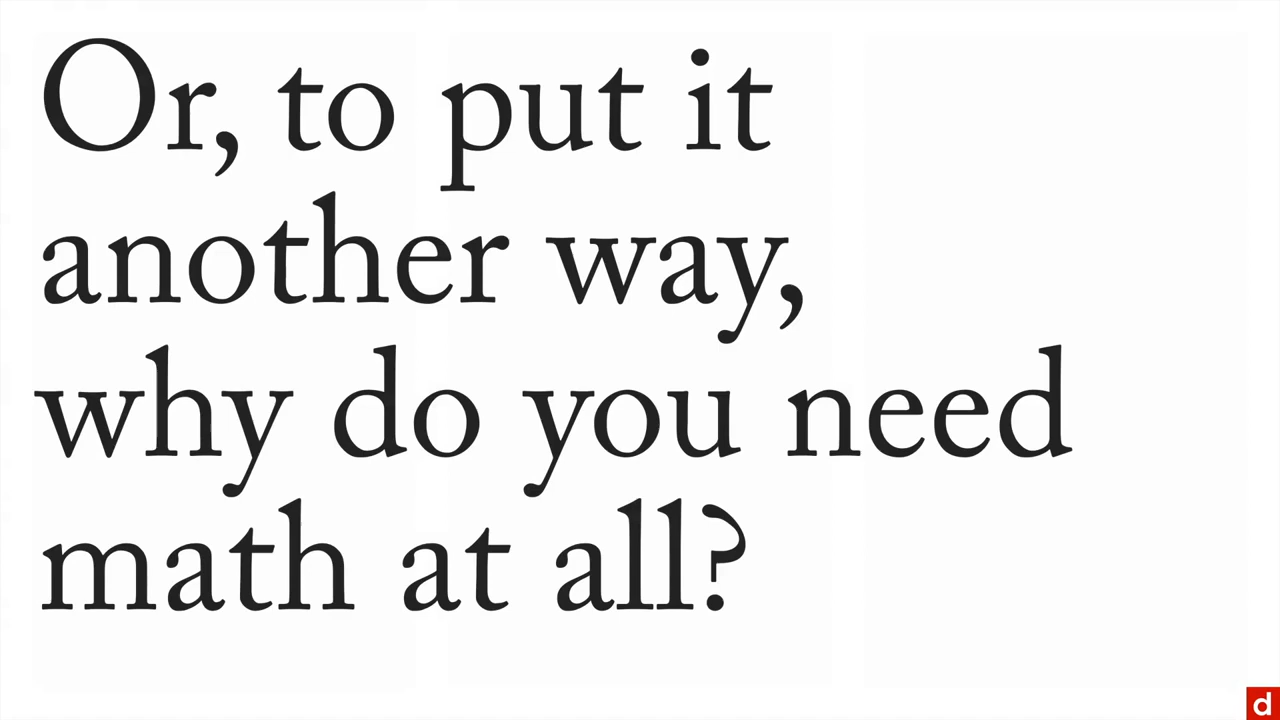 Or, to put it
another way,
why do you need
math at all?
d